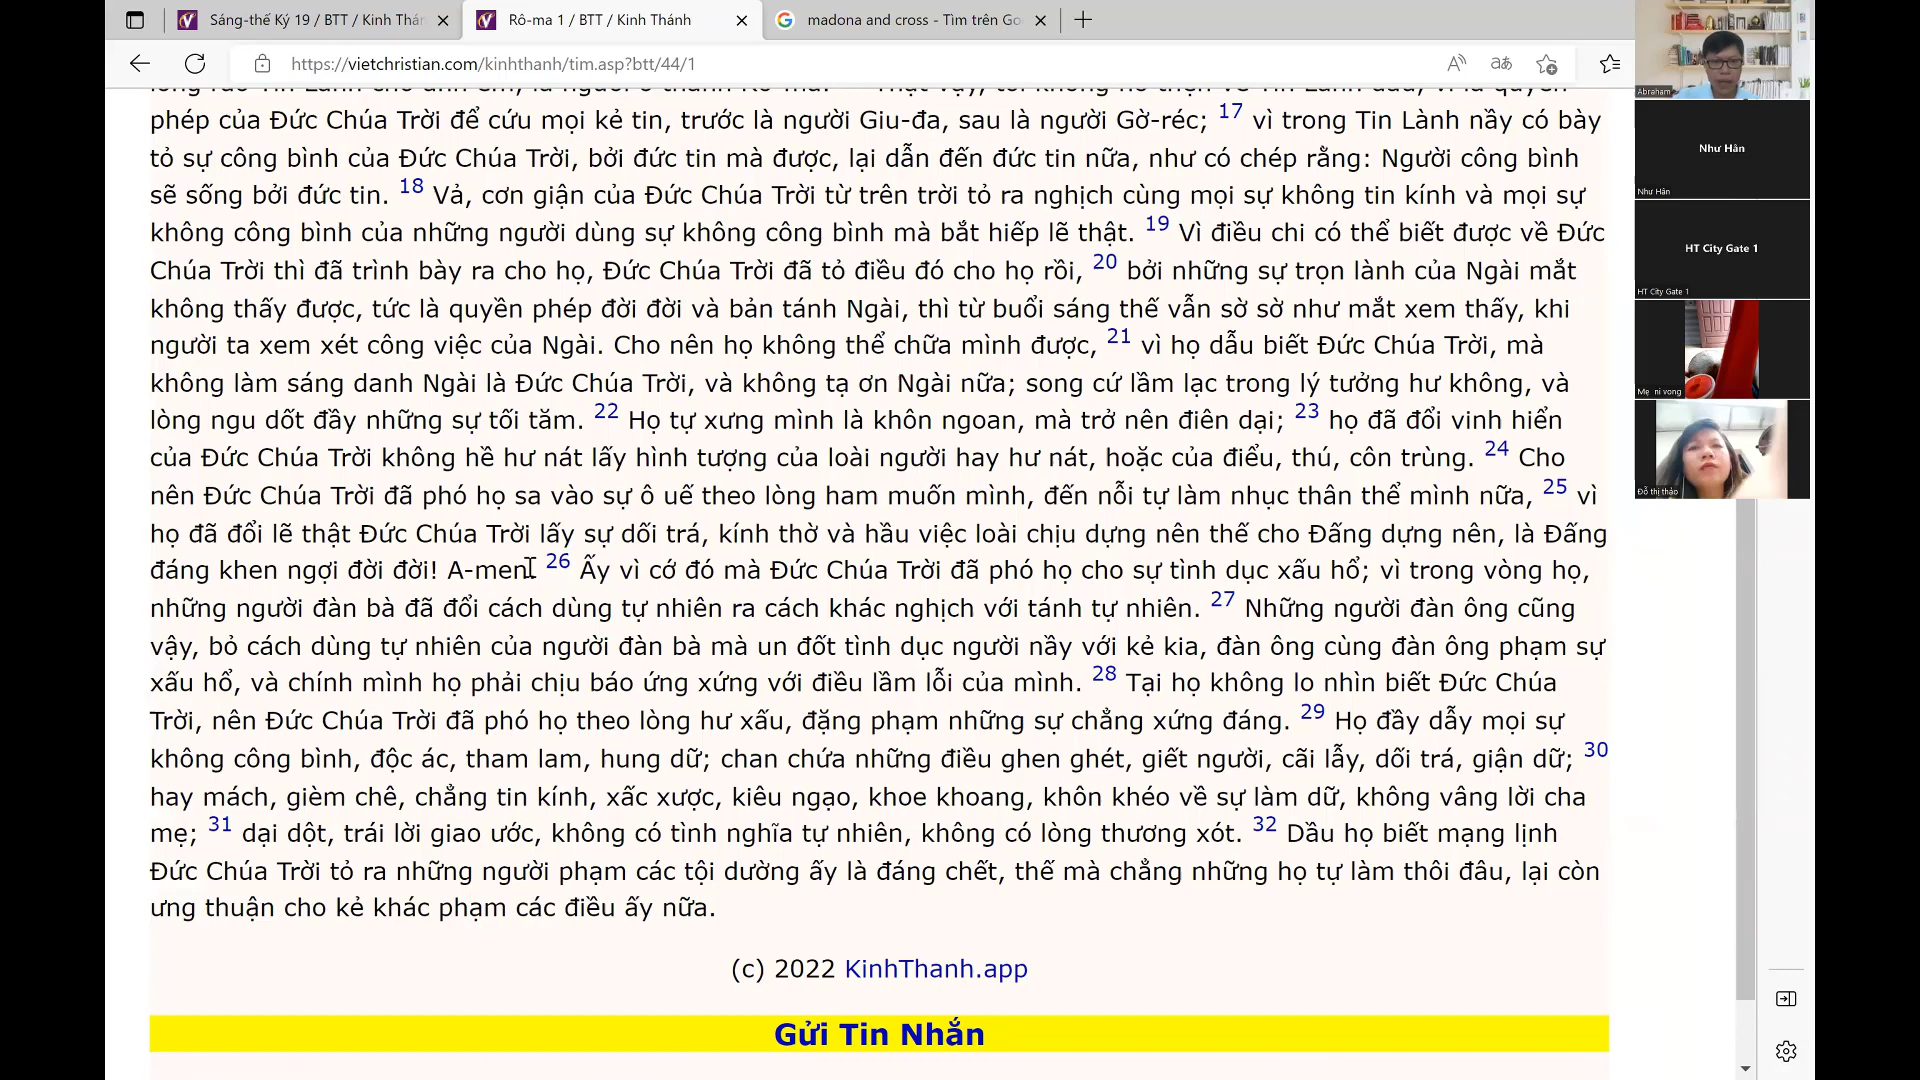 Sáng-thế Ký 19 / BTT / Kinh Thán
Rô-ma 1 / BTT / Kinh Thánh
madona and cross - Tìm trên Go
https://vietchristian.com/kinhthanh/tim.asp?btt/44/1
phép của Đức Chúa Trời để cứu mọi kẻ tin, trước là người Giu-đa, sau là người Gờ-réc; 17 vì trong Tin Lành nầy có bày
tỏ sự công bình của Đức Chúa Trời, bởi đức tin mà được, lại dẫn đến đức tin nữa, như có chép rằng: Người công bình
sẽ sống bởi đức tin. 18 Vả, cơn giận của Đức Chúa Trời từ trên trời tỏ ra nghịch cùng mọi sự không tin kính và mọi sự
không công bình của những người dùng sự không công bình mà bắt hiếp lẽ thật. 19 Vì điều chi có thể biết được về Đức
Chúa Trời thì đã trình bày ra cho họ, Đức Chúa Trời đã tỏ điều đó cho họ rồi, 20 bởi những sự trọn lành của Ngài mắt
không thấy được, tức là quyền phép đời đời và bản tánh Ngài, thì từ buổi sáng thế vẫn sờ sờ như mắt xem thấy, khi
người ta xem xét công việc của Ngài. Cho nên họ không thể chữa mình được, 21 vì họ dẫu biết Đức Chúa Trời, mà
không làm sáng danh Ngài là Đức Chúa Trời, và không tạ ơn Ngài nữa; song cứ lầm lạc trong lý tưởng hư không, và
lòng ngu dốt đầy những sự tối tăm. 22 Họ tự xưng mình là khôn ngoan, mà trở nên điên dại; 23 họ đã đổi vinh hiển
của Đức Chúa Trời không hề hư nát lấy hình tượng của loài người hay hư nát, hoặc của điểu, thú, côn trùng. 24 Cho
nên Đức Chúa Trời đã phó họ sa vào sự ô uế theo lòng ham muốn mình, đến nỗi tự làm nhục thân thể mình nữa, 25 vì
họ đã đổi lẽ thật Đức Chúa Trời lấy sự dối trá, kính thờ và hầu việc loài chịu dựng nên thế cho Đấng dựng nên, là Đấng
đáng khen ngợi đời đời! A-men. 26 Ấy vì cớ đó mà Đức Chúa Trời đã phó họ cho sự tình dục xấu hổ; vì trong vòng họ,
những người đàn bà đã đổi cách dùng tự nhiên ra cách khác nghịch với tánh tự nhiên. 27 Những người đàn ông cũng
vậy, bỏ cách dùng tự nhiên của người đàn bà mà un đốt tình dục người nầy với kẻ kia, đàn ông cùng đàn ông phạm sự
xấu hổ, và chính mình họ phải chịu báo ứng xứng với điều lầm lỗi của mình. 28 Tại họ không lo nhìn biết Đức Chúa
Trời, nên Đức Chúa Trời đã phó họ theo lòng hư xấu, đặng phạm những sự chẳng xứng đáng. 29 Họ đầy dẫy mọi sự
không công bình, độc ác, tham lam, hung dữ; chan chứa những điều ghen ghét, giết người, cãi lẫy, dối trá, giận dữ; 30
hay mách, gièm chê, chẳng tin kính, xấc xược, kiêu ngạo, khoe khoang, khôn khéo về sự làm dữ, không vâng lời cha
mẹ; 31 dại dột, trái lời giao ước, không có tình nghĩa tự nhiên, không có lòng thương xót. 32 Dầu họ biết mạng lịnh
Đức Chúa Trời tỏ ra những người phạm các tội dường ấy là đáng chết, thế mà chẳng những họ tự làm thôi đâu, lại còn
ưng thuận cho kẻ khác phạm các điều ấy nữa.
(c) 2022 KinhThanh.app
Gửi Tin Nhắn
Abraham
Như Hân
Như Hân
HT City Gate 1
HT City Gate 1
Mẹ ni vong
Đỗ thị thảo